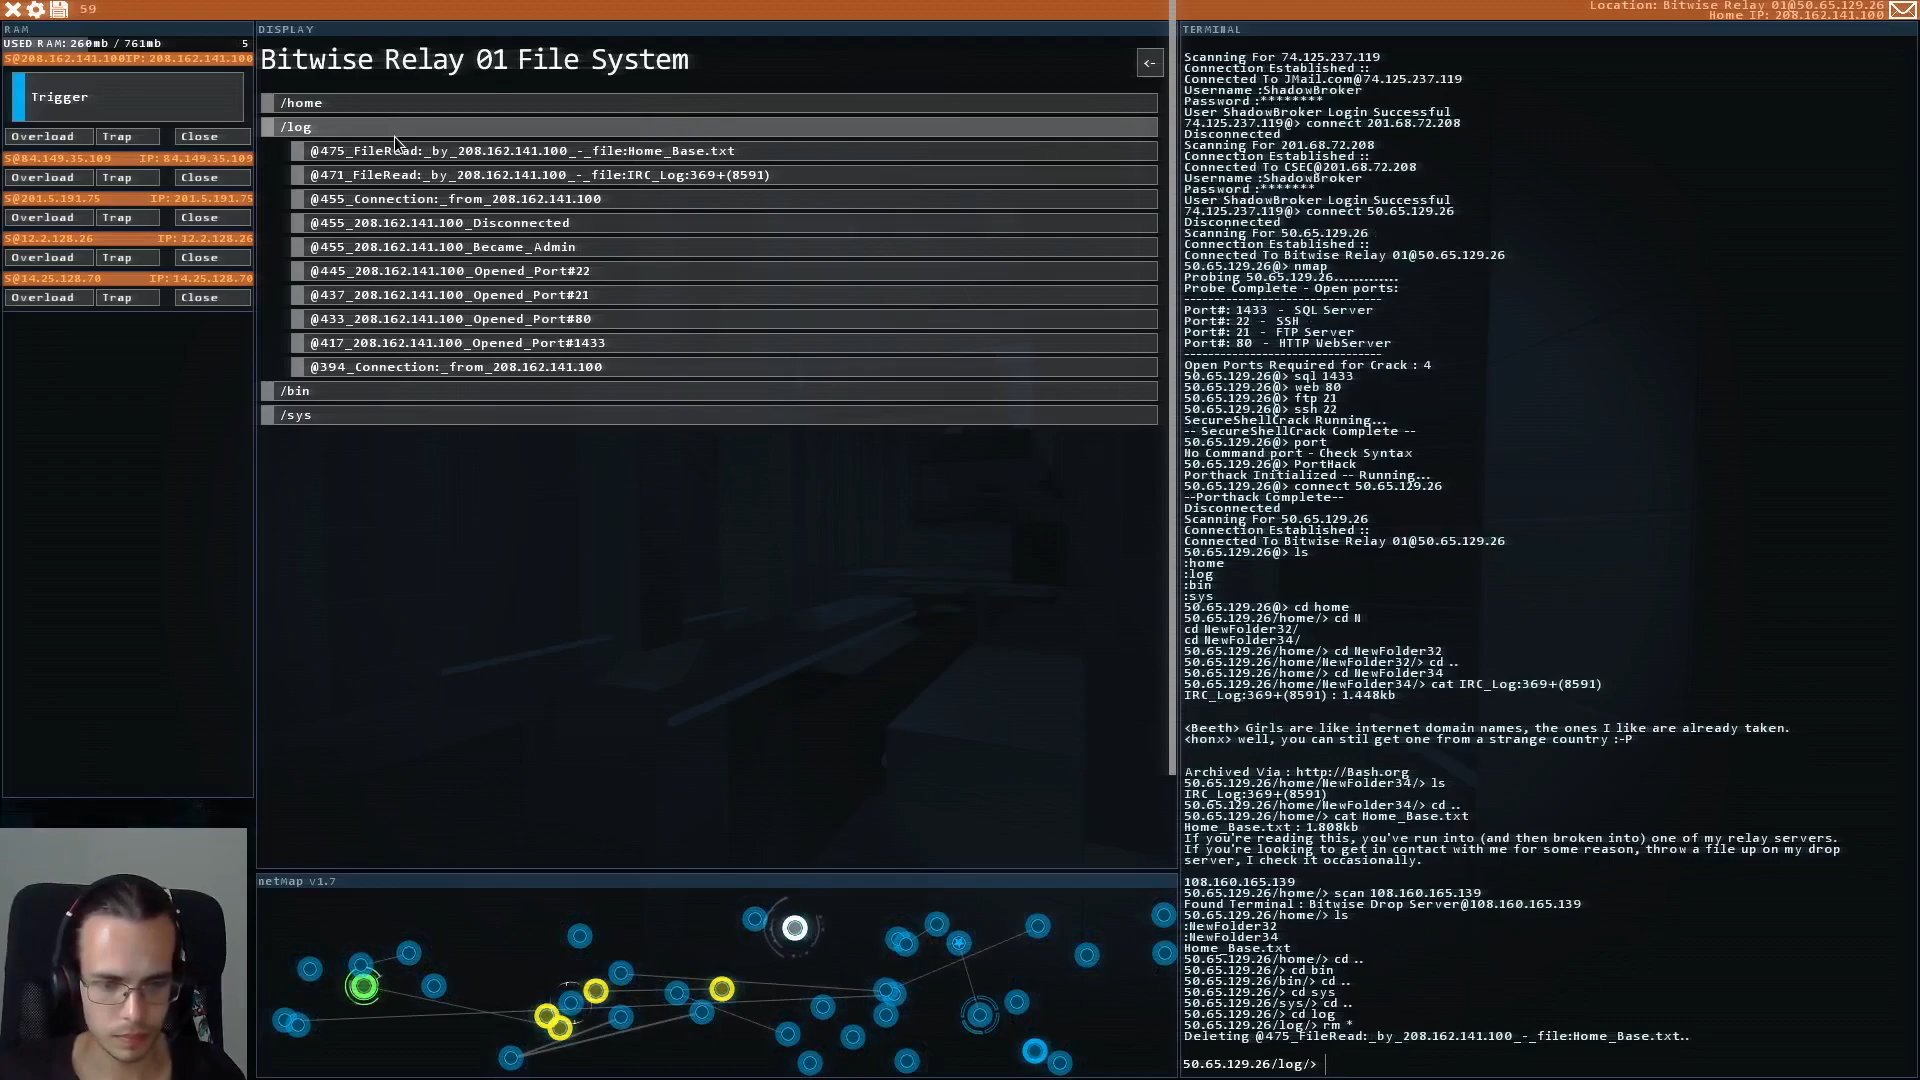 59
Location: Bitwise Relay 01@50.65.129.26
Home IP: 208.162.141.100
RAM
USED RAM: 260mb / 761mb 5
S@208.162.141.100IP: 208.162.141.100
Trigger
Overload Trap Close
S@84.149.35.109 IP: 84.149.35.109
Overload Trap Close
S@201.5.191.75 IP: 201.5.191.75
Overload Trap Close
S@12.2.128.26 IP: 12.2.128.26
Overload Trap Close
S@14.25.128.70 IP: 14.25.128.70
Overload Trap Close
DISPLAY
Bitwise Relay 01 File System
<-
/home
/log
@475_FileRead:_by_208.162.141.100_-_file:Home_Base.txt
@471_FileRead:_by_208.162.141.100_-_file:IRC_Log:369+(8591)
@455_Connection:_from_208.162.141.100
@455_208.162.141.100_Disconnected
@455_208.162.141.100_Became_Admin
@445_208.162.141.100_Opened_Port#22
@437_208.162.141.100_Opened_Port#21
@433_208.162.141.100_Opened_Port#80
@417_208.162.141.100_Opened_Port#1433
@394_Connection:_from_208.162.141.100
/bin
/sys
netMap v1.7
TERMINAL
Scanning For 74.125.237.119
Connection Established ::
Connected To JMail.com@74.125.237.119
Username :ShadowBroker
Password :********
User ShadowBroker Login Successful
74.125.237.119@> connect 201.68.72.208
Disconnected
Scanning For 201.68.72.208
Connection Established ::
Connected To CSEC@201.68.72.208
Username :ShadowBroker
Password :*******
User ShadowBroker Login Successful
74.125.237.119@> connect 50.65.129.26
Disconnected
Scanning For 50.65.129.26
Connection Established ::
Connected To Bitwise Relay 01@50.65.129.26
50.65.129.26@> nmap
Probing 50.65.129.26.............
Probe Complete - Open ports:
---------------------------------
Port#: 1433 - SQL Server
Port#: 22 - SSH
Port#: 21 - FTP Server
Port#: 80 - HTTP WebServer
---------------------------------
Open Ports Required for Crack : 4
50.65.129.26@> sql 1433
50.65.129.26@> web 80
50.65.129.26@> ftp 21
50.65.129.26@> ssh 22
SecureShellCrack Running...
-- SecureShellCrack Complete --
50.65.129.26@> port
No Command port - Check Syntax
50.65.129.26@> PortHack
Porthack Initialized -- Running...
50.65.129.26@> connect 50.65.129.26
--Porthack Complete--
Disconnected
Scanning For 50.65.129.26
Connection Established ::
Connected To Bitwise Relay 01@50.65.129.26
50.65.129.26@> ls
:home
:log
:bin
:sys
50.65.129.26@> cd home
50.65.129.26/home/> cd N
cd NewFolder32/
cd NewFolder34/
50.65.129.26/home/> cd NewFolder32
50.65.129.26/home/NewFolder32/> cd ..
50.65.129.26/home/> cd NewFolder34
50.65.129.26/home/NewFolder34/> cat IRC_Log:369+(8591)
IRC_Log:369+(8591) : 1.448kb
<Beeth> Girls are like internet domain names, the ones I like are already taken.
<honx> well, you can stil get one from a strange country :-P
Archived Via : http://Bash.org
50.65.129.26/home/NewFolder34/> ls
IRC_Log:369+(8591)
50.65.129.26/home/NewFolder34/> cd ..
50.65.129.26/home/> cat Home_Base.txt
Home_Base.txt : 1.808kb
If you're reading this, you've run into (and then broken into) one of my relay servers.
If you're looking to get in contact with me for some reason, throw a file up on my drop
server, I check it occasionally.
108.160.165.139
50.65.129.26/home/> scan 108.160.165.139
Found Terminal : Bitwise Drop Server@108.160.165.139
50.65.129.26/home/> ls
:NewFolder32
:NewFolder34
Home_Base.txt
50.65.129.26/home/> cd ..
50.65.129.26/> cd bin
50.65.129.26/bin/> cd ..
50.65.129.26/> cd sys
50.65.129.26/sys/> cd ..
50.65.129.26/> cd log
50.65.129.26/log/> rm *
Deleting @475_FileRead:_by_208.162.141.100_-_file:Home_Base.txt..
50.65.129.26/log/>